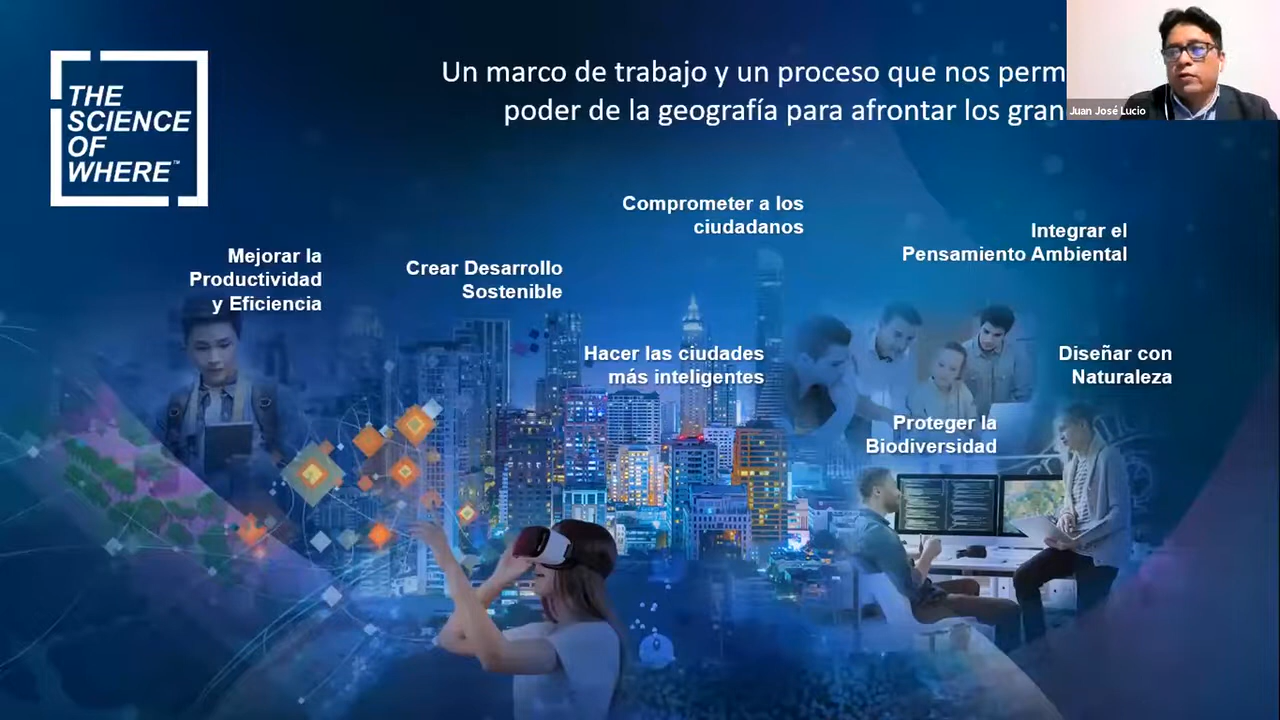 THE
SCIENCE
OF
WHERE™
Un marco de trabajo y un proceso que nos perm
poder de la geografía para afrontar los gran
Juan José Lucio
Comprometer a los
ciudadanos
Integrar el
Pensamiento Ambiental
Mejorar la
Productividad
y Eficiencia
Crear Desarrollo
Sostenible
Hacer las ciudades
más inteligentes
Diseñar con
Naturaleza
Proteger la
Biodiversidad